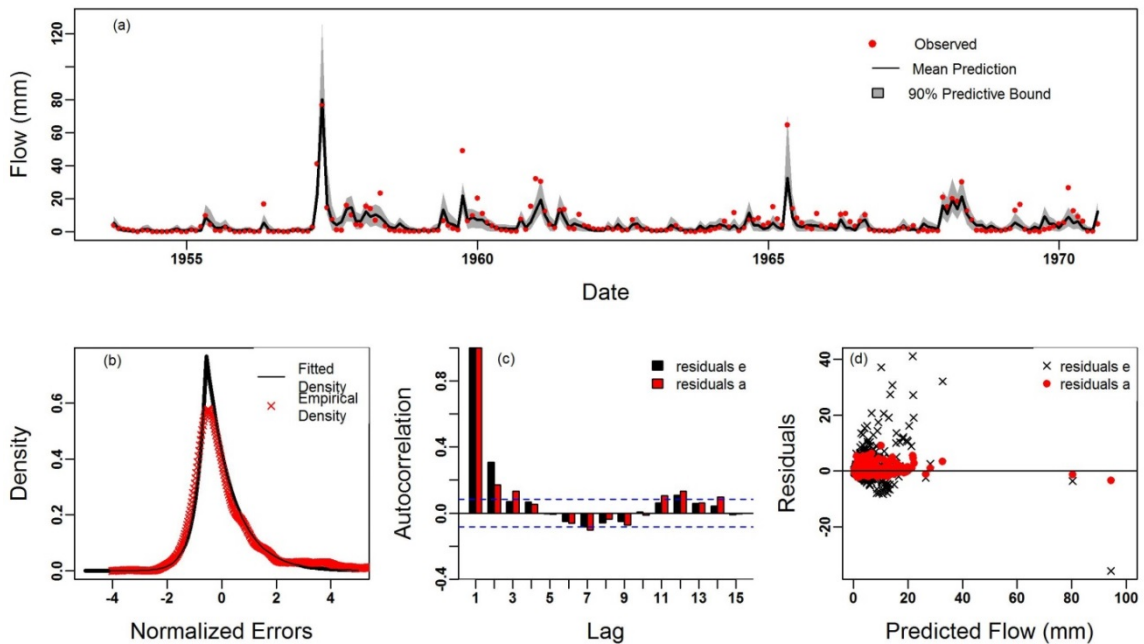 (a)
Observed
Mean Prediction
90% Predictive Bound
120
80
60
40
20
0
Flow (mm)
1955 1960 1965 1970
Date
(b)
Fitted
Density
Empirical
Density
0.6
0.4
0.2
0.0
Density
-4 -2 0 2 4
Normalized Errors
(c)
residuals e
residuals a
0.8
0.4
0.0
-0.4
Autocorrelation
1 3 5 7 9 11 13 15
Lag
(d)
residuals e
residuals a
40
20
0
-20
Residuals
0 20 40 60 80 100
Predicted Flow (mm)